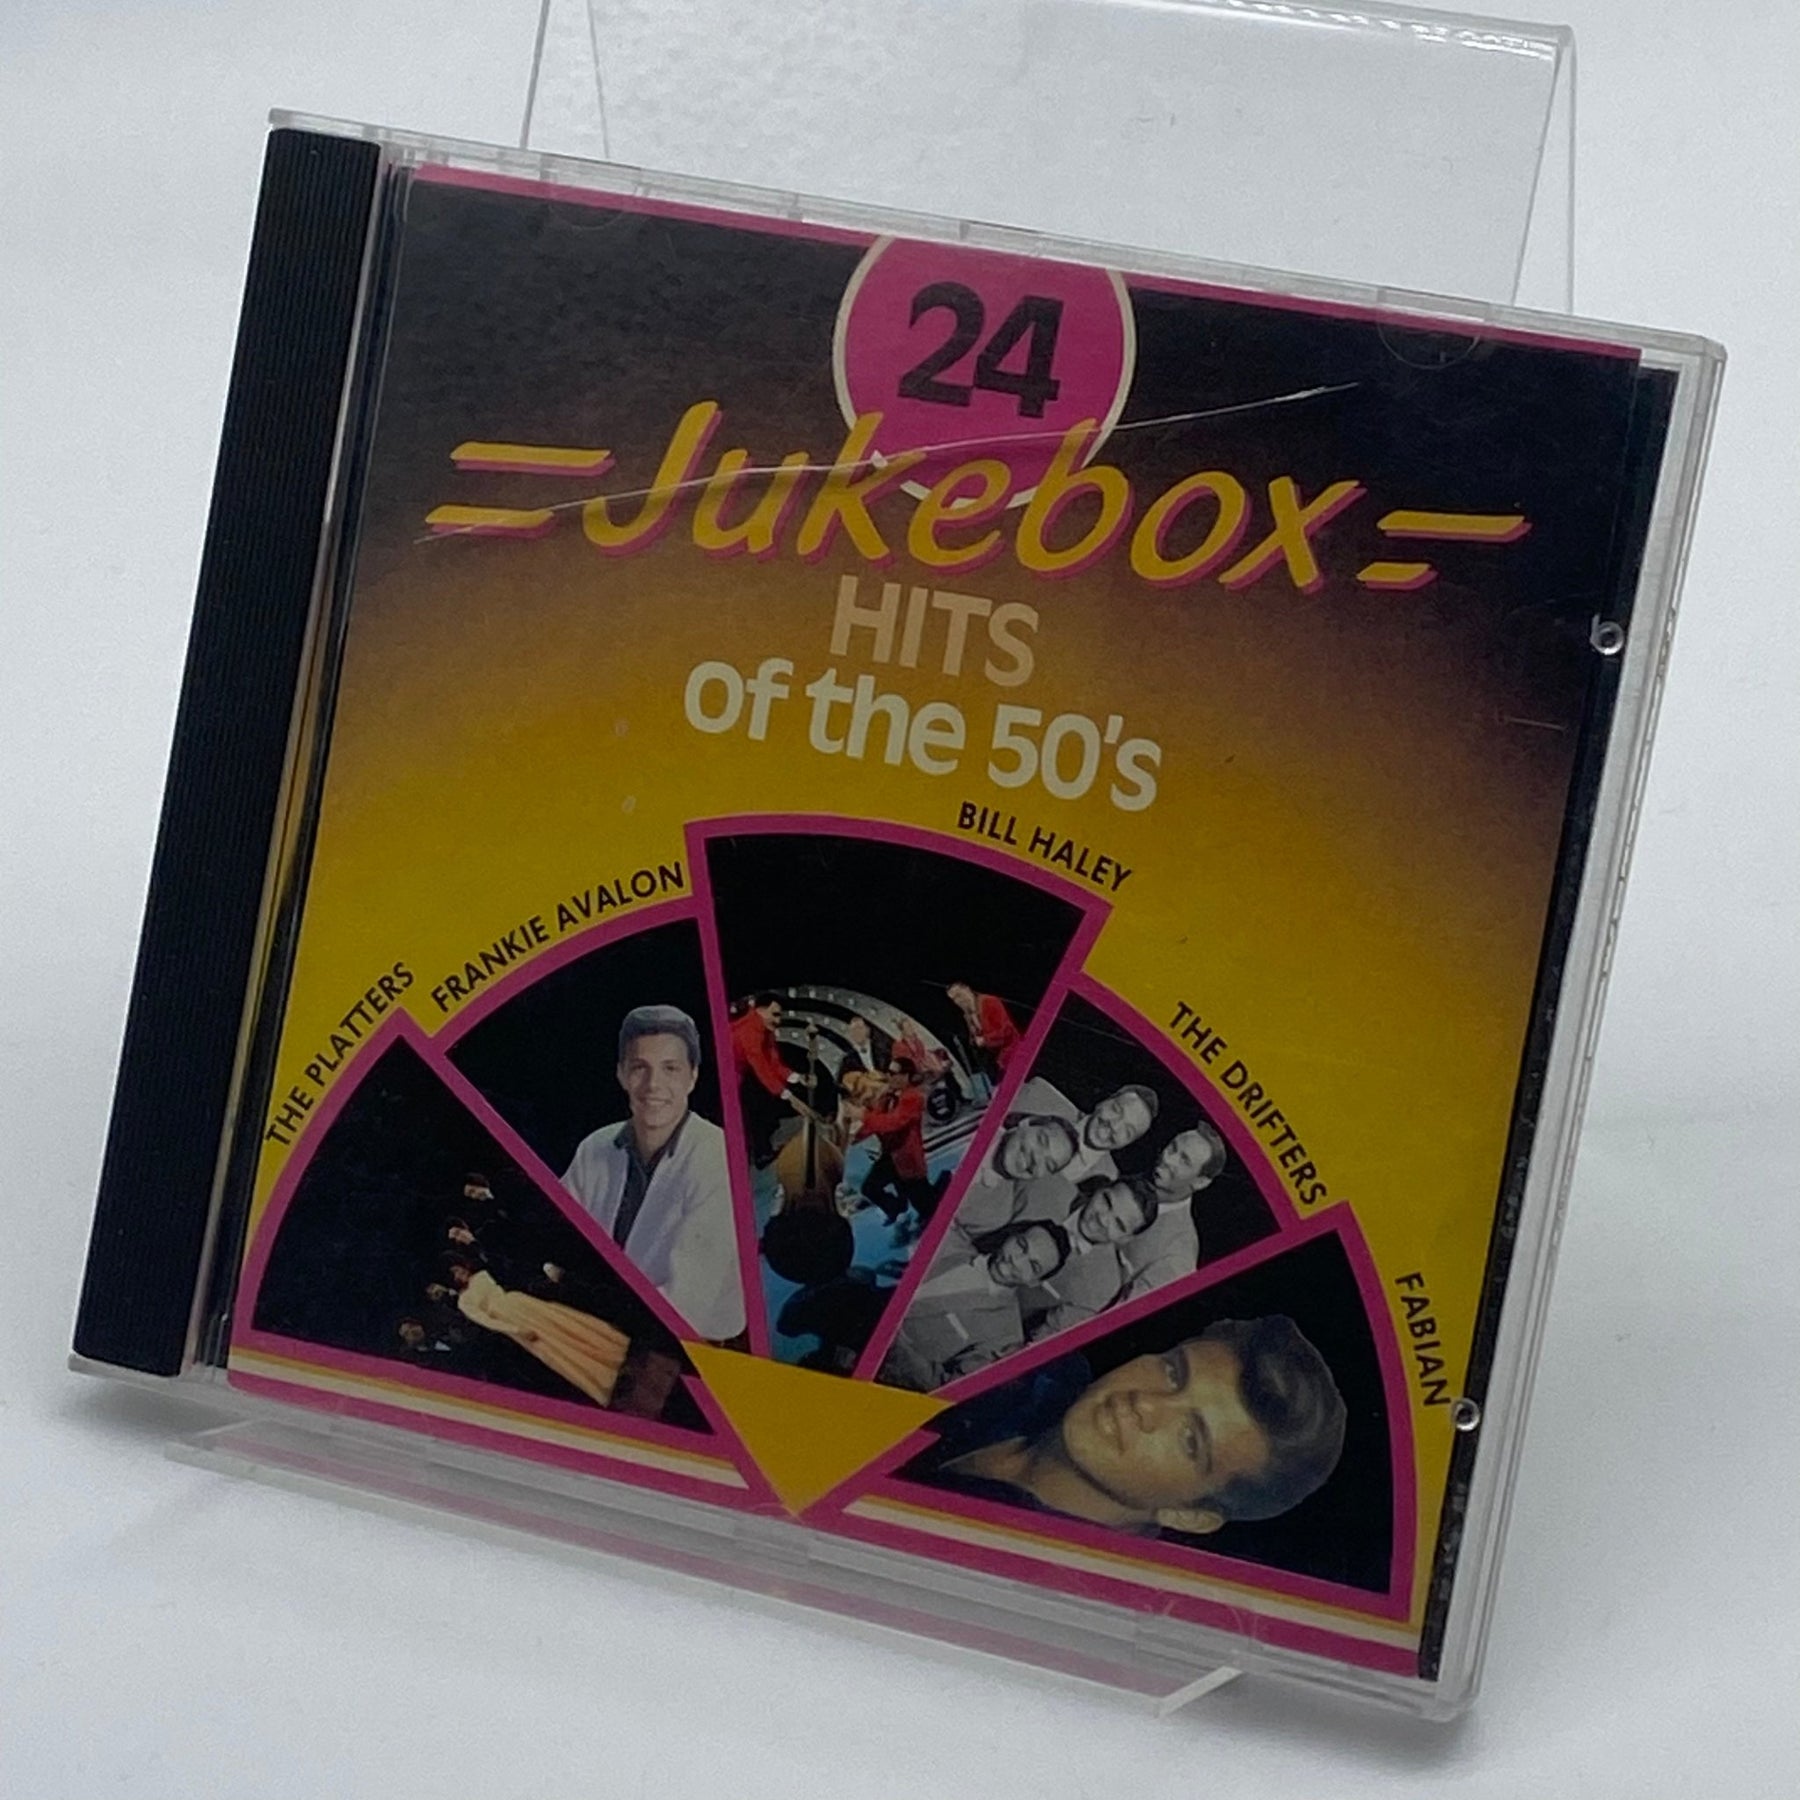 24
Jukebox
HITS
of the 50's
THE PLATTERS
FRANKIE AVALON
BILL HALEY
THE DRIFTERS
FABIAN